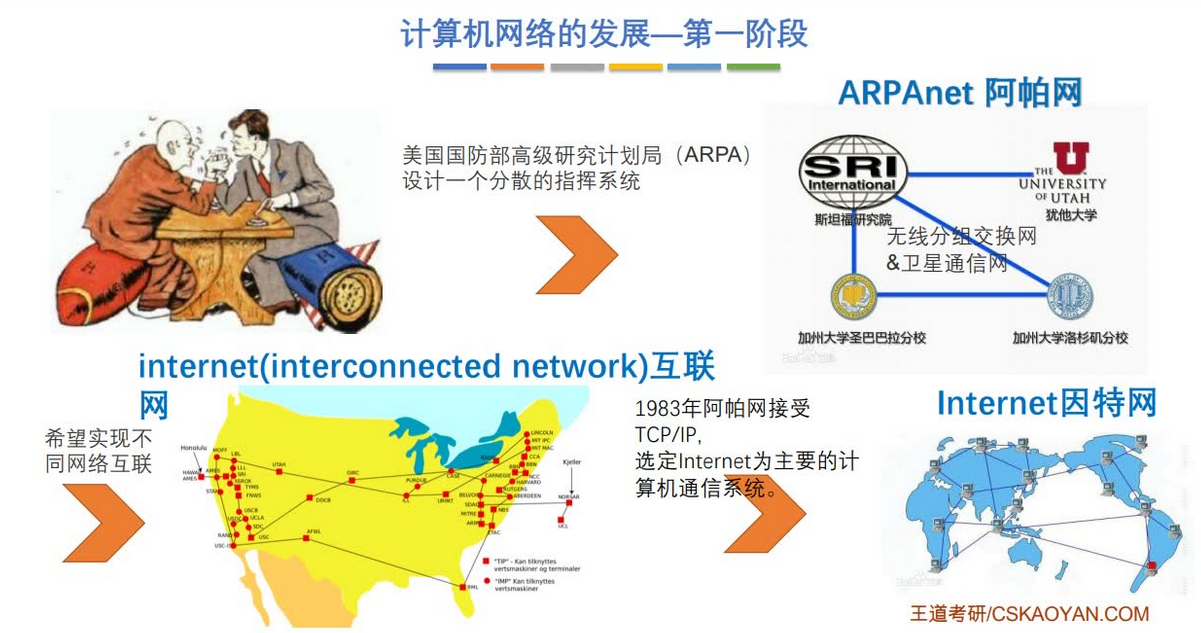 计算机网络的发展—第一阶段
ARPAnet 阿帕网
美国国防部高级研究计划局（ARPA）
设计一个分散的指挥系统
SRI
International
斯坦福研究院
U
THE
UNIVERSITY
OF UTAH
犹他大学
无线分组交换网
&卫星通信网
加州大学圣巴巴拉分校
加州大学洛杉矶分校
internet(interconnected network)互联
网
希望实现不
同网络互联
Honolulu
HAWAII
AMES
MOFF
LBL
AMES
LLL
SRI
XEROX
TYMS
FNWS
STAN
UTAH
UCSB
UCLA
SDC
USC
RAND
USC-IS
DOCB
GWC
AFWL
PURDUE
ILL
CASE
RADC
CARNEGIE
LINCOLN
MIT IPC
MIT MAC
CCA
BBN
BBN
NCC
HARVARD
RUTGERS
ABERDEEN
BELVOIR
SDAC
NBS
MITRE
ETAC
RML
Kjeller
NORSAR
UCL
"TIP" - Kan tilknyttes
vertsmaskiner og terminaler
"IMP" Kan tilknyttes
vertsmaskiner
1983年阿帕网接受
TCP/IP,
选定Internet为主要的计
算机通信系统。
Internet因特网
王道考研/CSKAOYAN.COM